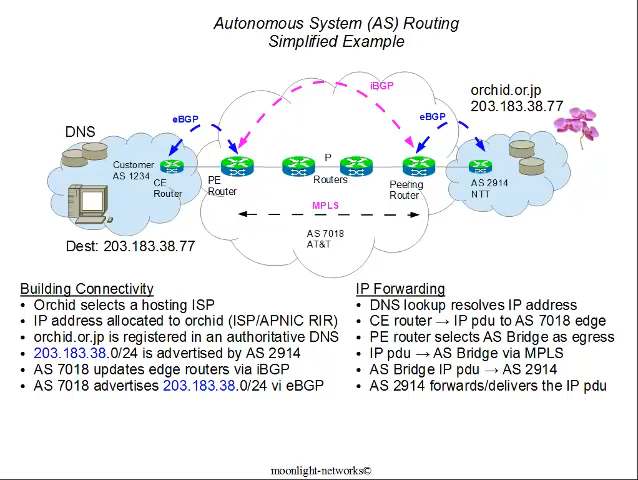 Autonomous System (AS) Routing
Simplified Example
iBGP
orchid.or.jp
203.183.38.77
eBGP
eBGP
DNS
Customer
AS 1234
CE
Router
PE
Router
P
Routers
Peering
Router
AS 2914
NTT
MPLS
AS 7018
AT&T
Dest: 203.183.38.77
Building Connectivity
• Orchid selects a hosting ISP
• IP address allocated to orchid (ISP/APNIC RIR)
• orchid.or.jp is registered in an authoritative DNS
• 203.183.38.0/24 is advertised by AS 2914
• AS 7018 updates edge routers via iBGP
• AS 7018 advertises 203.183.38.0/24 vi eBGP
IP Forwarding
• DNS lookup resolves IP address
• CE router → IP pdu to AS 7018 edge
• PE router selects AS Bridge as egress
• IP pdu → AS Bridge via MPLS
• AS Bridge IP pdu → AS 2914
• AS 2914 forwards/delivers the IP pdu
moonlight-networks©